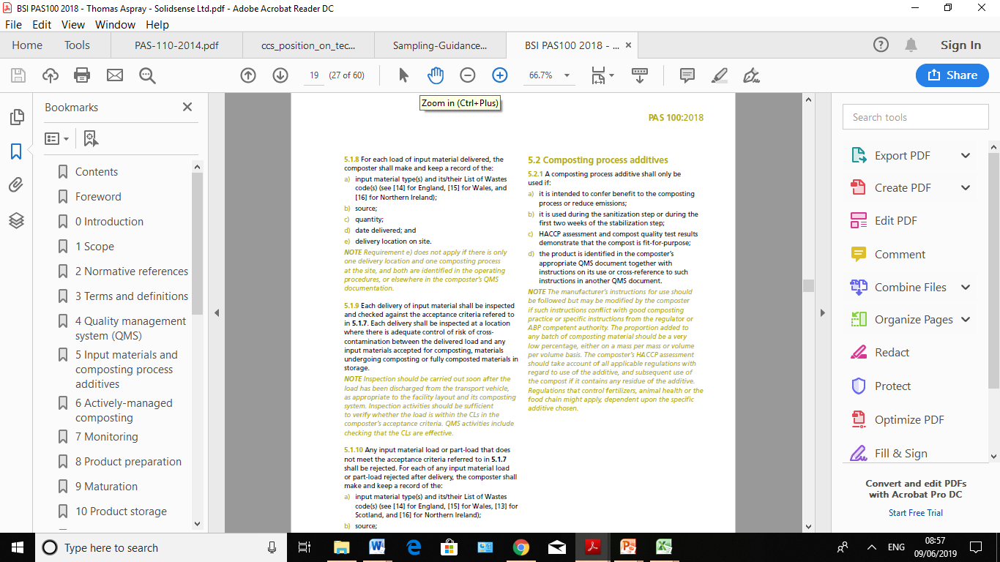 BSI PAS100 2018 - Thomas Aspray - Solidsense Ltd.pdf - Adobe Acrobat Reader DC
File Edit View Window Help
Home Tools PAS-110-2014.pdf ccs_position_on_tec... Sampling-Guidance... BSI PAS100 2018 - ... Sign In
19 (27 of 60) 66.7% Share
Zoom in (Ctrl+Plus)
Bookmarks
Contents
Foreword
0 Introduction
1 Scope
2 Normative references
3 Terms and definitions
4 Quality management
system (QMS)
5 Input materials and
composting process
additives
6 Actively-managed
composting
7 Monitoring
8 Product preparation
9 Maturation
10 Product storage
PAS 100:2018
5.1.8 For each load of input material delivered, the
composter shall make and keep a record of the:
a) input material type(s) and its/their List of Wastes
code(s) (see [14] for England, [15] for Wales, and
[16] for Northern Ireland);
b) source;
c) quantity;
d) date delivered; and
e) delivery location on site.
NOTE Requirement e) does not apply if there is only
one delivery location and one composting process
at the site, and both are identified in the operating
procedures, or elsewhere in the composter's QMS
documentation.
5.1.9 Each delivery of input material shall be inspected
and checked against the acceptance criteria refered to
in 5.1.7. Each delivery shall be inspected at a location
where there is adequate control of risk of cross-
contamination between the delivered load and any
input materials accepted for composting, materials
undergoing composting or fully composted materials in
storage.
NOTE Inspection should be carried out soon after the
load has been discharged from the transport vehicle,
as appropriate to the facility layout and its composting
system. Inspection activities should be sufficient
to verify whether the load is within the CLs in the
composter's acceptance criteria. QMS activities include
checking that the CLs are effective.
5.1.10 Any input material load or part-load that does
not meet the acceptance criteria referred to in 5.1.7
shall be rejected. For each of any input material load
or part-load rejected after delivery, the composter shall
make and keep a record of the:
a) input material type(s) and its/their List of Wastes
code(s) (see [14] for England, [15] for Wales, [13] for
Scotland, and [16] for Northern Ireland);
b) source;
5.2 Composting process additives
5.2.1 A composting process additive shall only be
used if:
a) it is intended to confer benefit to the composting
process or reduce emissions;
b) it is used during the sanitization step or during the
first two weeks of the stabilization step;
c) HACCP assessment and compost quality test results
demonstrate that the compost is fit-for-purpose;
d) the product is identified in the composter's
appropriate QMS document together with
instructions on its use or cross-reference to such
instructions in another QMS document.
NOTE The manufacturer's instructions for use should
be followed but may be modified by the composter
if such instructions conflict with good composting
practice or specific instructions from the regulator or
ABP competent authority. The proportion added to
any batch of composting material should be a very
low percentage, either on a mass per mass or volume
per volume basis. The composter's HACCP assessment
should take account of all applicable regulations with
regard to use of the additive, and subsequent use of
the compost if it contains any residue of the additive.
Regulations that control fertilizers, animal health or the
food chain might apply, dependent upon the specific
additive chosen.
Search tools
Export PDF
Create PDF
Edit PDF
Comment
Combine Files
Organize Pages
Redact
Protect
Optimize PDF
Fill & Sign
Convert and edit PDFs
with Acrobat Pro DC
Start Free Trial
Type here to search
ENG
08:57
09/06/2019